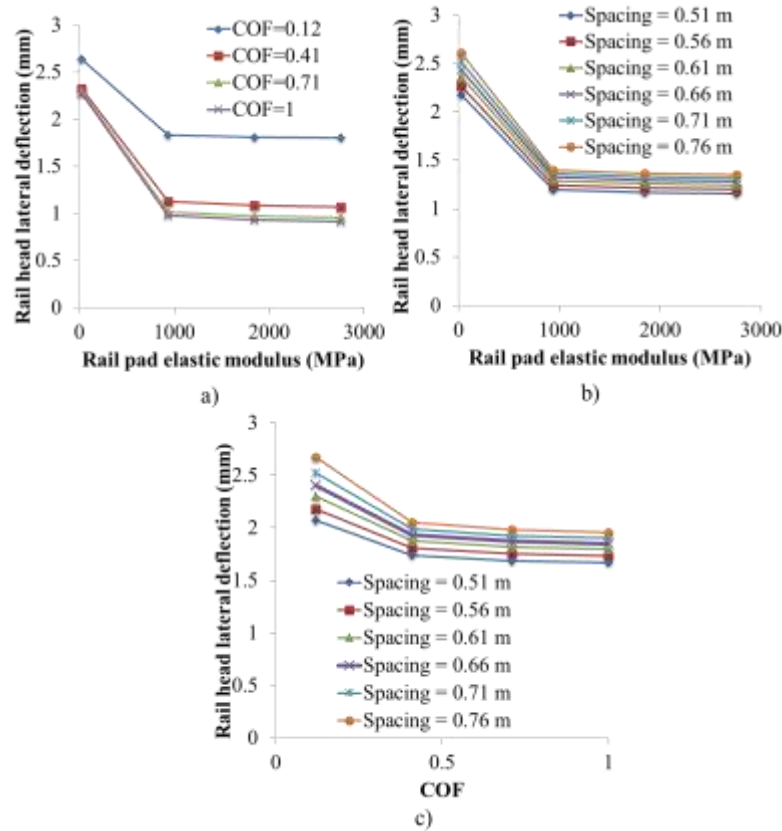 3
2.5
2
1.5
1
0.5
0
0
1000
2000
3000
Rail head lateral deflection (mm)
Rail pad elastic modulus (MPa)
COF=0.12
COF=0.41
COF=0.71
COF=1
a)
3
2.5
2
1.5
1
0.5
0
0
1000
2000
3000
Rail head lateral deflection (mm)
Rail pad elastic modulus (MPa)
Spacing = 0.51 m
Spacing = 0.56 m
Spacing = 0.61 m
Spacing = 0.66 m
Spacing = 0.71 m
Spacing = 0.76 m
b)
3
2.5
2
1.5
1
0.5
0
0
0.5
1
Rail head lateral deflection (mm)
Spacing = 0.51 m
Spacing = 0.56 m
Spacing = 0.61 m
Spacing = 0.66 m
Spacing = 0.71 m
Spacing = 0.76 m
COF
c)